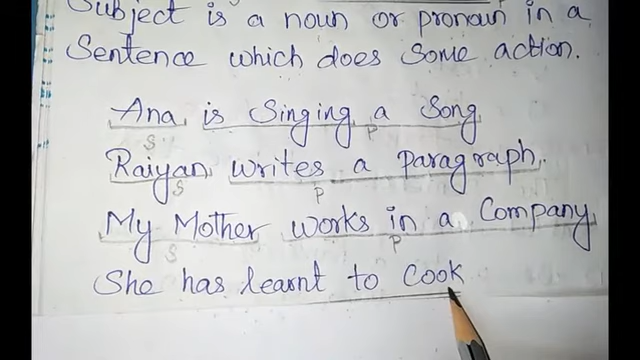 Subject is a noun or pronoun in a
Sentence which does some action.
Ana is Singing a Song
S P
Raiyan writes a paragraph.
S P
My Mother works in a Company
S P
She has learnt to Cook